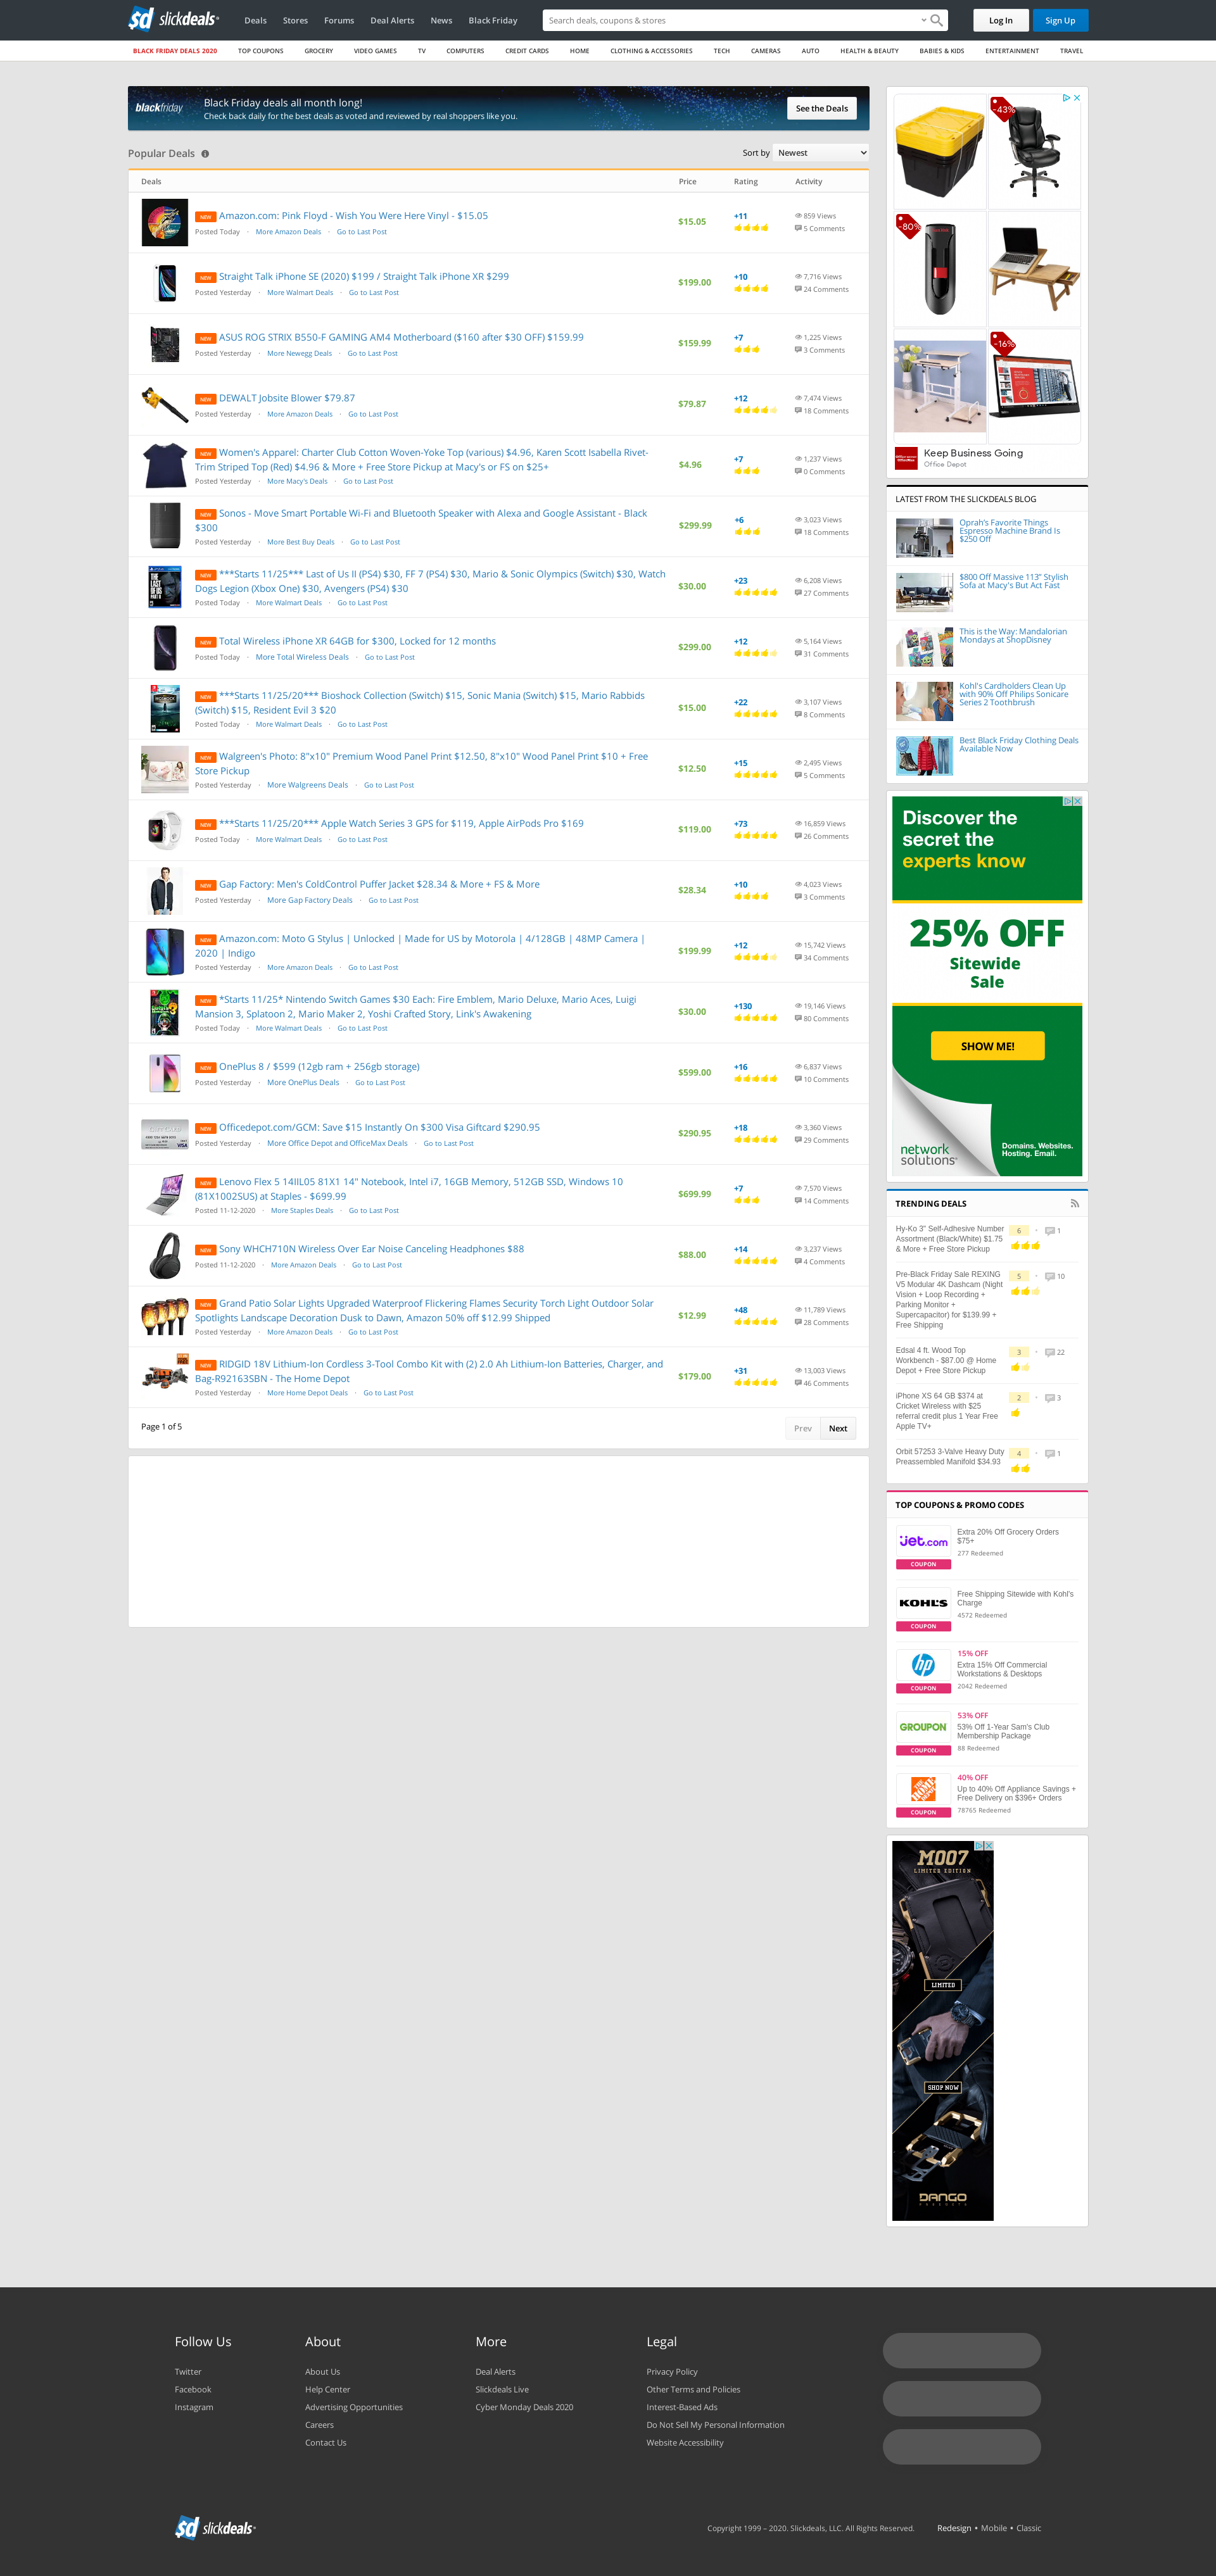 sd slickdeals
Deals
Stores
Forums
Deal Alerts
News
Black Friday
Search deals, coupons & stores
Log In
Sign Up
BLACK FRIDAY DEALS 2020
TOP COUPONS
GROCERY
VIDEO GAMES
TV
COMPUTERS
CREDIT CARDS
HOME
CLOTHING & ACCESSORIES
TECH
CAMERAS
AUTO
HEALTH & BEAUTY
BABIES & KIDS
ENTERTAINMENT
TRAVEL
blackfriday
Black Friday deals all month long!
Check back daily for the best deals as voted and reviewed by real shoppers like you.
See the Deals
Popular Deals
Sort by Newest
Deals Price Rating Activity
NEW Amazon.com: Pink Floyd - Wish You Were Here Vinyl - $15.05
Posted Today · More Amazon Deals · Go to Last Post
$15.05
+11
859 Views
5 Comments
NEW Straight Talk iPhone SE (2020) $199 / Straight Talk iPhone XR $299
Posted Yesterday · More Walmart Deals · Go to Last Post
$199.00
+10
7,716 Views
24 Comments
NEW ASUS ROG STRIX B550-F GAMING AM4 Motherboard ($160 after $30 OFF) $159.99
Posted Yesterday · More Newegg Deals · Go to Last Post
$159.99
+7
1,225 Views
3 Comments
NEW DEWALT Jobsite Blower $79.87
Posted Yesterday · More Amazon Deals · Go to Last Post
$79.87
+12
7,474 Views
18 Comments
NEW Women's Apparel: Charter Club Cotton Woven-Yoke Top (various) $4.96, Karen Scott Isabella Rivet-
Trim Striped Top (Red) $4.96 & More + Free Store Pickup at Macy's or FS on $25+
Posted Yesterday · More Macy's Deals · Go to Last Post
$4.96
+7
1,237 Views
0 Comments
NEW Sonos - Move Smart Portable Wi-Fi and Bluetooth Speaker with Alexa and Google Assistant - Black
$300
Posted Yesterday · More Best Buy Deals · Go to Last Post
$299.99
+6
3,023 Views
18 Comments
NEW ***Starts 11/25*** Last of Us II (PS4) $30, FF 7 (PS4) $30, Mario & Sonic Olympics (Switch) $30, Watch
Dogs Legion (Xbox One) $30, Avengers (PS4) $30
Posted Today · More Walmart Deals · Go to Last Post
$30.00
+23
6,208 Views
27 Comments
NEW Total Wireless iPhone XR 64GB for $300, Locked for 12 months
Posted Today · More Total Wireless Deals · Go to Last Post
$299.00
+12
5,164 Views
31 Comments
NEW ***Starts 11/25/20*** Bioshock Collection (Switch) $15, Sonic Mania (Switch) $15, Mario Rabbids
(Switch) $15, Resident Evil 3 $20
Posted Today · More Walmart Deals · Go to Last Post
$15.00
+22
3,107 Views
8 Comments
NEW Walgreen's Photo: 8"x10" Premium Wood Panel Print $12.50, 8"x10" Wood Panel Print $10 + Free
Store Pickup
Posted Yesterday · More Walgreens Deals · Go to Last Post
$12.50
+15
2,495 Views
5 Comments
NEW ***Starts 11/25/20*** Apple Watch Series 3 GPS for $119, Apple AirPods Pro $169
Posted Today · More Walmart Deals · Go to Last Post
$119.00
+73
16,859 Views
26 Comments
NEW Gap Factory: Men's ColdControl Puffer Jacket $28.34 & More + FS & More
Posted Yesterday · More Gap Factory Deals · Go to Last Post
$28.34
+10
4,023 Views
3 Comments
NEW Amazon.com: Moto G Stylus | Unlocked | Made for US by Motorola | 4/128GB | 48MP Camera |
2020 | Indigo
Posted Yesterday · More Amazon Deals · Go to Last Post
$199.99
+12
15,742 Views
34 Comments
NEW *Starts 11/25* Nintendo Switch Games $30 Each: Fire Emblem, Mario Deluxe, Mario Aces, Luigi
Mansion 3, Splatoon 2, Mario Maker 2, Yoshi Crafted Story, Link's Awakening
Posted Today · More Walmart Deals · Go to Last Post
$30.00
+130
19,146 Views
80 Comments
NEW OnePlus 8 / $599 (12gb ram + 256gb storage)
Posted Yesterday · More OnePlus Deals · Go to Last Post
$599.00
+16
6,837 Views
10 Comments
NEW Officedepot.com/GCM: Save $15 Instantly On $300 Visa Giftcard $290.95
Posted Yesterday · More Office Depot and OfficeMax Deals · Go to Last Post
$290.95
+18
3,360 Views
29 Comments
NEW Lenovo Flex 5 14IIL05 81X1 14" Notebook, Intel i7, 16GB Memory, 512GB SSD, Windows 10
(81X1002SUS) at Staples - $699.99
Posted 11-12-2020 · More Staples Deals · Go to Last Post
$699.99
+7
7,570 Views
14 Comments
NEW Sony WHCH710N Wireless Over Ear Noise Canceling Headphones $88
Posted 11-12-2020 · More Amazon Deals · Go to Last Post
$88.00
+14
3,237 Views
4 Comments
NEW Grand Patio Solar Lights Upgraded Waterproof Flickering Flames Security Torch Light Outdoor Solar
Spotlights Landscape Decoration Dusk to Dawn, Amazon 50% off $12.99 Shipped
Posted Yesterday · More Amazon Deals · Go to Last Post
$12.99
+48
11,789 Views
28 Comments
NEW RIDGID 18V Lithium-Ion Cordless 3-Tool Combo Kit with (2) 2.0 Ah Lithium-Ion Batteries, Charger, and
Bag-R92163SBN - The Home Depot
Posted Yesterday · More Home Depot Deals · Go to Last Post
$179.00
+31
13,003 Views
46 Comments
Page 1 of 5
Prev
Next
-43%
-80%
-16%
Keep Business Going
Office Depot
LATEST FROM THE SLICKDEALS BLOG
Oprah's Favorite Things
Espresso Machine Brand Is
$250 Off
$800 Off Massive 113" Stylish
Sofa at Macy's But Act Fast
This is the Way: Mandalorian
Mondays at ShopDisney
Kohl's Cardholders Clean Up
with 90% Off Philips Sonicare
Series 2 Toothbrush
Best Black Friday Clothing Deals
Available Now
Discover the
secret the
experts know
25% OFF
Sitewide
Sale
SHOW ME!
network
solutions
Domains. Websites.
Hosting. Email.
TRENDING DEALS
Hy-Ko 3" Self-Adhesive Number
Assortment (Black/White) $1.75
& More + Free Store Pickup
6
1
Pre-Black Friday Sale REXING
V5 Modular 4K Dashcam (Night
Vision + Loop Recording +
Parking Monitor +
Supercapacitor) for $139.99 +
Free Shipping
5
10
Edsal 4 ft. Wood Top
Workbench - $87.00 @ Home
Depot + Free Store Pickup
3
22
iPhone XS 64 GB $374 at
Cricket Wireless with $25
referral credit plus 1 Year Free
Apple TV+
2
3
Orbit 57253 3-Valve Heavy Duty
Preassembled Manifold $34.93
4
1
TOP COUPONS & PROMO CODES
jet.com
COUPON
Extra 20% Off Grocery Orders
$75+
277 Redeemed
KOHL'S
COUPON
Free Shipping Sitewide with Kohl's
Charge
4572 Redeemed
hp
COUPON
15% OFF
Extra 15% Off Commercial
Workstations & Desktops
2042 Redeemed
GROUPON
COUPON
53% OFF
53% Off 1-Year Sam's Club
Membership Package
88 Redeemed
COUPON
40% OFF
Up to 40% Off Appliance Savings +
Free Delivery on $396+ Orders
78765 Redeemed
M007
LIMITED EDITION
LIMITED
SHOP NOW
DANGO
PRODUCTS
Follow Us
Twitter
Facebook
Instagram
About
About Us
Help Center
Advertising Opportunities
Careers
Contact Us
More
Deal Alerts
Slickdeals Live
Cyber Monday Deals 2020
Legal
Privacy Policy
Other Terms and Policies
Interest-Based Ads
Do Not Sell My Personal Information
Website Accessibility
sd slickdeals
Copyright 1999 – 2020. Slickdeals, LLC. All Rights Reserved.
Redesign • Mobile • Classic